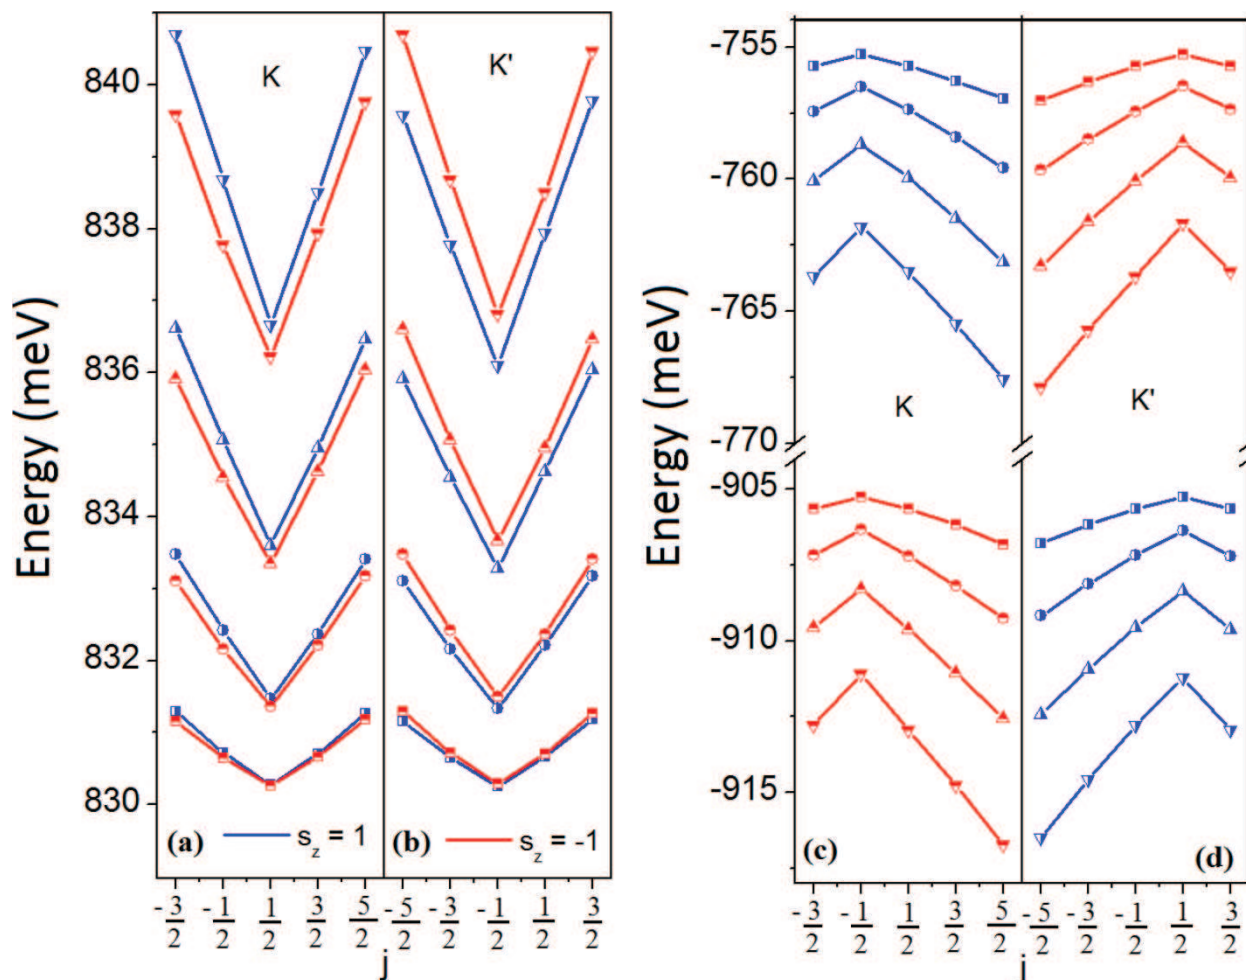 Energy (meV)
840
838
836
834
832
830
K
K'
(a)
s_z = 1
(b)
s_z = -1
-3/2 -1/2 1/2 3/2 5/2 -5/2 -3/2 -1/2 1/2 3/2
j
Energy (meV)
-755
-760
-765
-770
-905
-910
-915
K
K'
(c)
(d)
-3/2 -1/2 1/2 3/2 5/2 -5/2 -3/2 -1/2 1/2 3/2
j